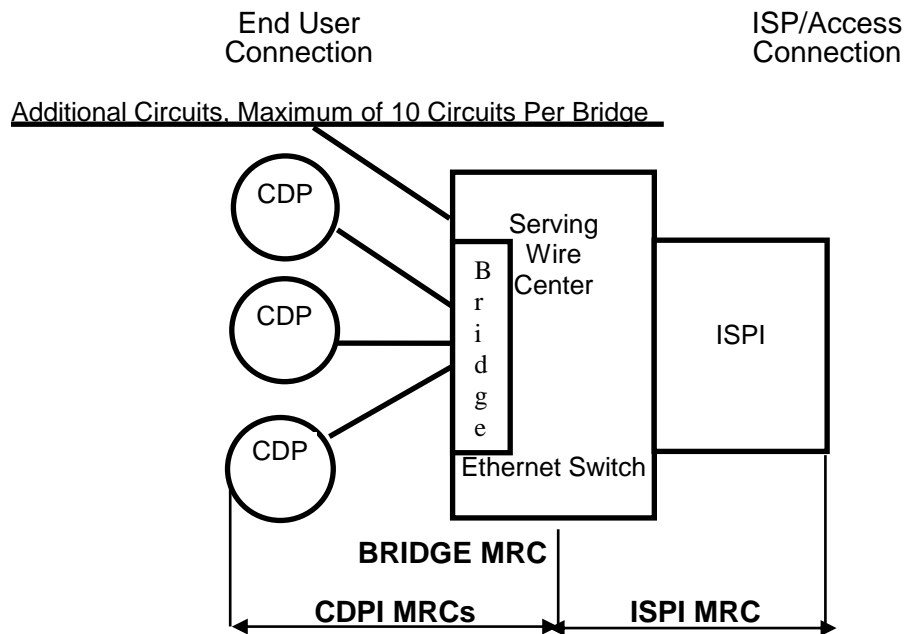 End User
Connection
ISP/Access
Connection
Additional Circuits, Maximum of 10 Circuits Per Bridge
CDP
CDP
CDP
Bridge
Serving
Wire
Center
Ethernet Switch
ISPI
BRIDGE MRC
CDPI MRCs
ISPI MRC